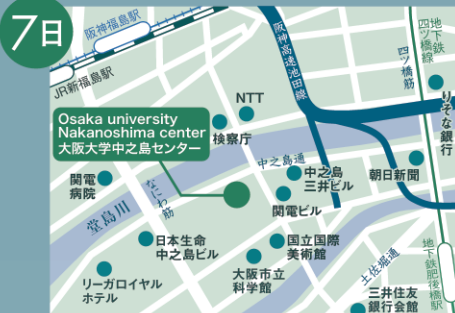 7日
阪神福島駅
JR新福島駅
阪神高速池田線
四ツ橋筋
地下鉄
四ツ橋線
りそな
銀行
NTT
検察庁
Osaka university
Nakanoshima center
大阪大学中之島センター
中之島通
中之島
三井ビル
朝日新聞
関電
病院
なにわ筋
堂島川
関電ビル
日本生命
中之島ビル
国立国際
美術館
大阪市立
科学館
リーガロイヤル
ホテル
土佐堀通
地下鉄肥後橋駅
三井住友
銀行会館